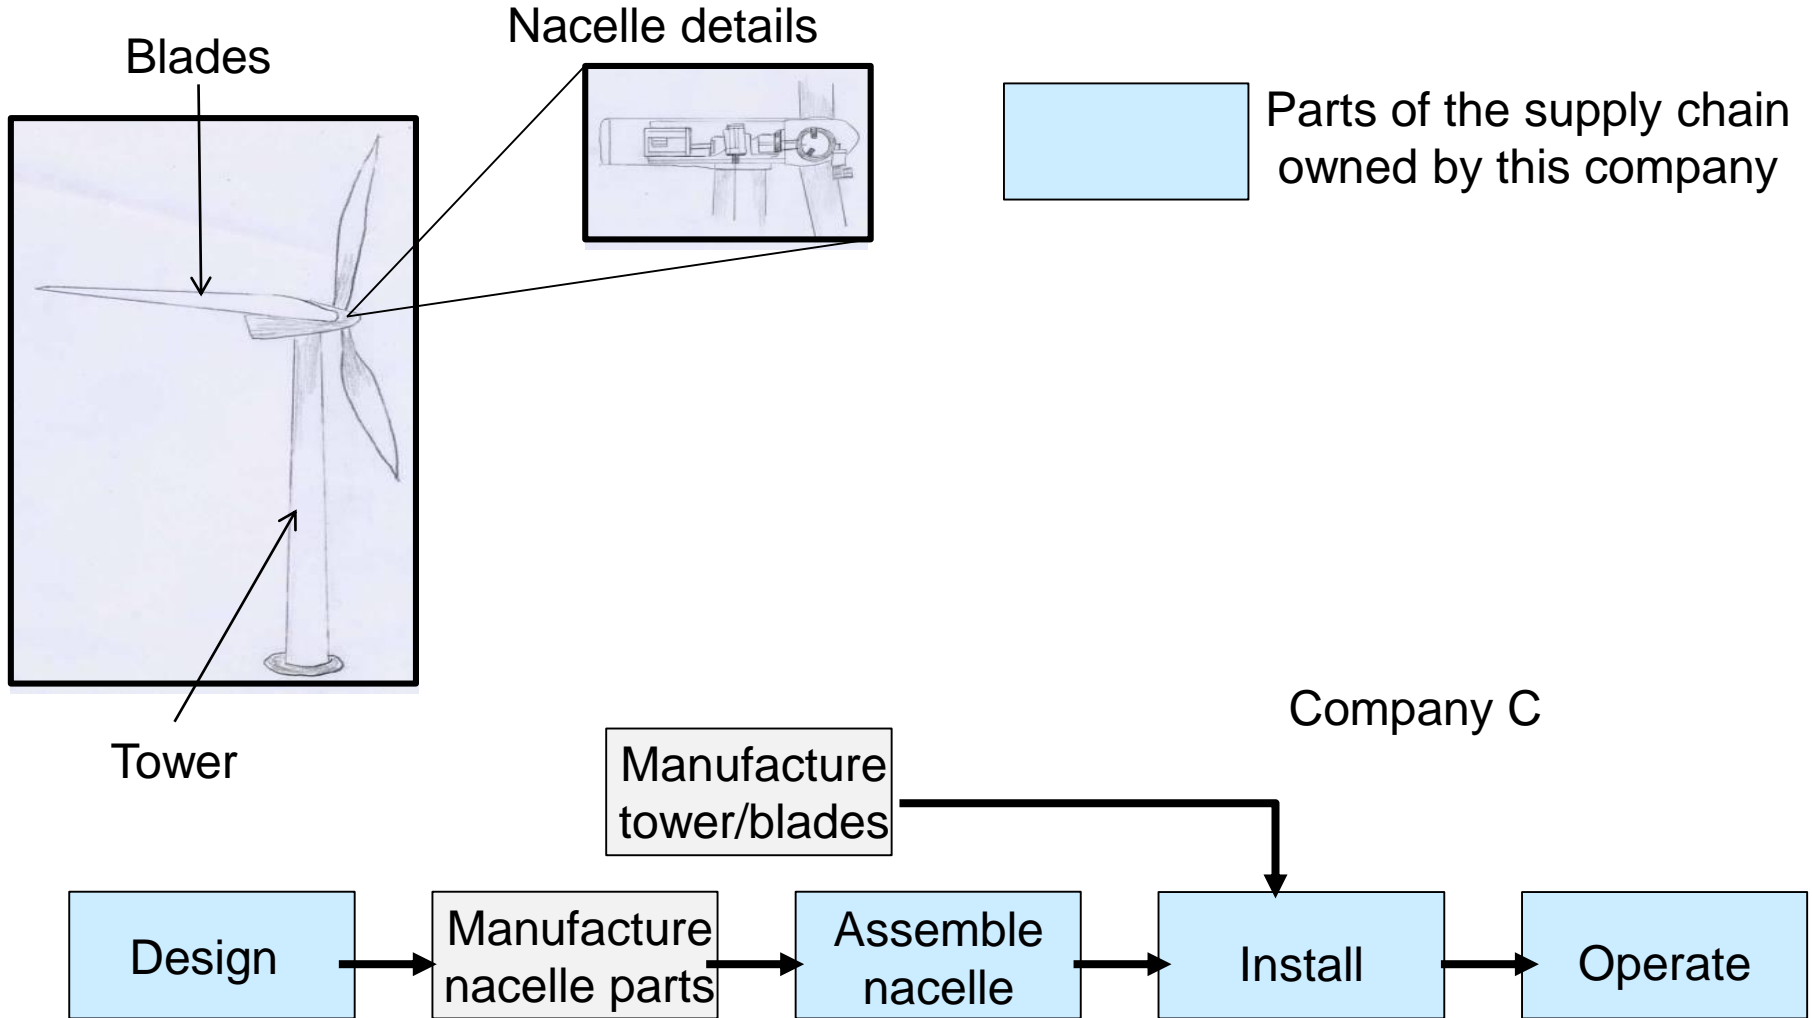 Nacelle details
Blades
Parts of the supply chain
owned by this company
Tower
Company C
Manufacture
tower/blades
Design
Manufacture
nacelle parts
Assemble
nacelle
Install
Operate